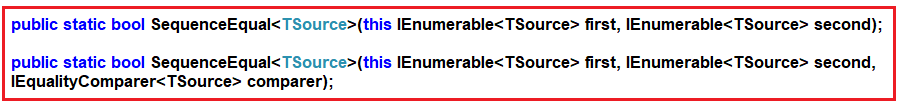 public static bool SequenceEqual<TSource>(this IEnumerable<TSource> first, IEnumerable<TSource> second);
public static bool SequenceEqual<TSource>(this IEnumerable<TSource> first, IEnumerable<TSource> second,
IEqualityComparer<TSource> comparer);